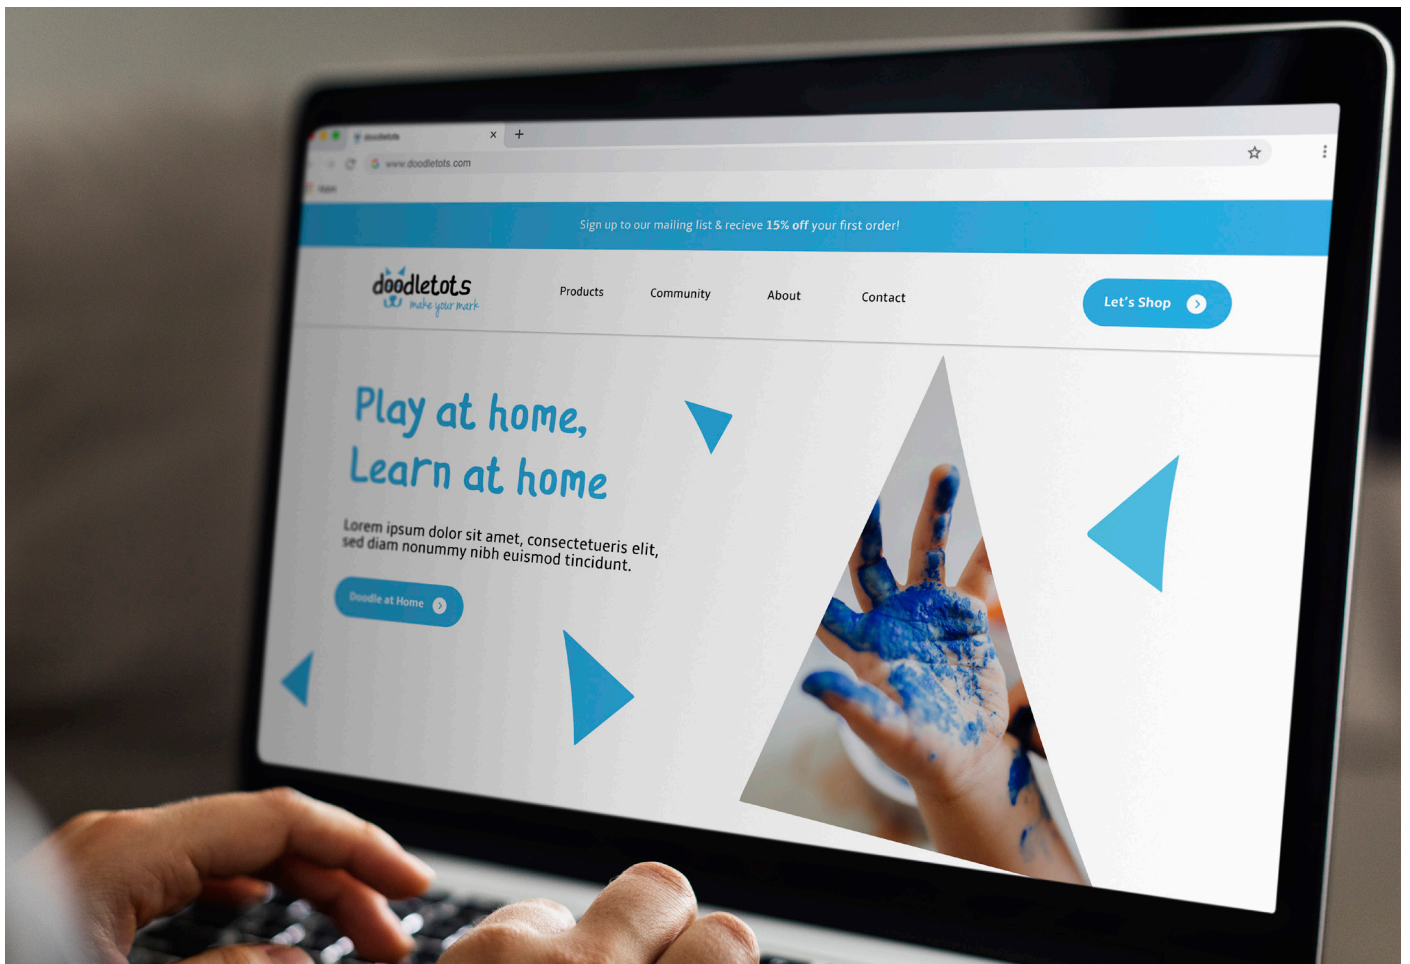 doodletots
www.doodletots.com
Apps
Sign up to our mailing list & recieve 15% off your first order!
doodletots
make your mark
Products
Community
About
Contact
Let's Shop
Play at home,
Learn at home
Lorem ipsum dolor sit amet, consectetueris elit,
sed diam nonummy nibh euismod tincidunt.
Doodle at Home